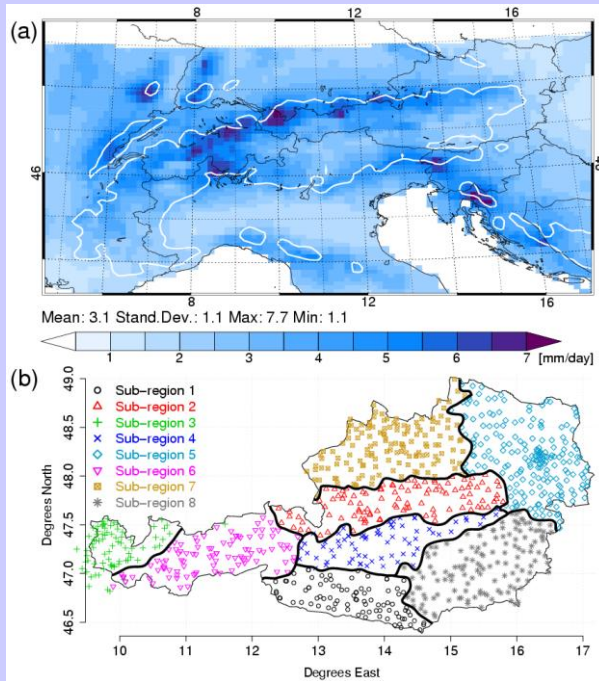 (a)
8 10 12 14 16
46
8 10 12 14 16
Mean: 3.1 Stand.Dev.: 1.1 Max: 7.7 Min: 1.1
1 2 3 4 5 6 7 [mm/day]
(b)
Sub-region 1
Sub-region 2
Sub-region 3
Sub-region 4
Sub-region 5
Sub-region 6
Sub-region 7
Sub-region 8
Degrees North
49.0
48.5
48.0
47.5
47.0
46.5
10 11 12 13 14 15 16 17
Degrees East